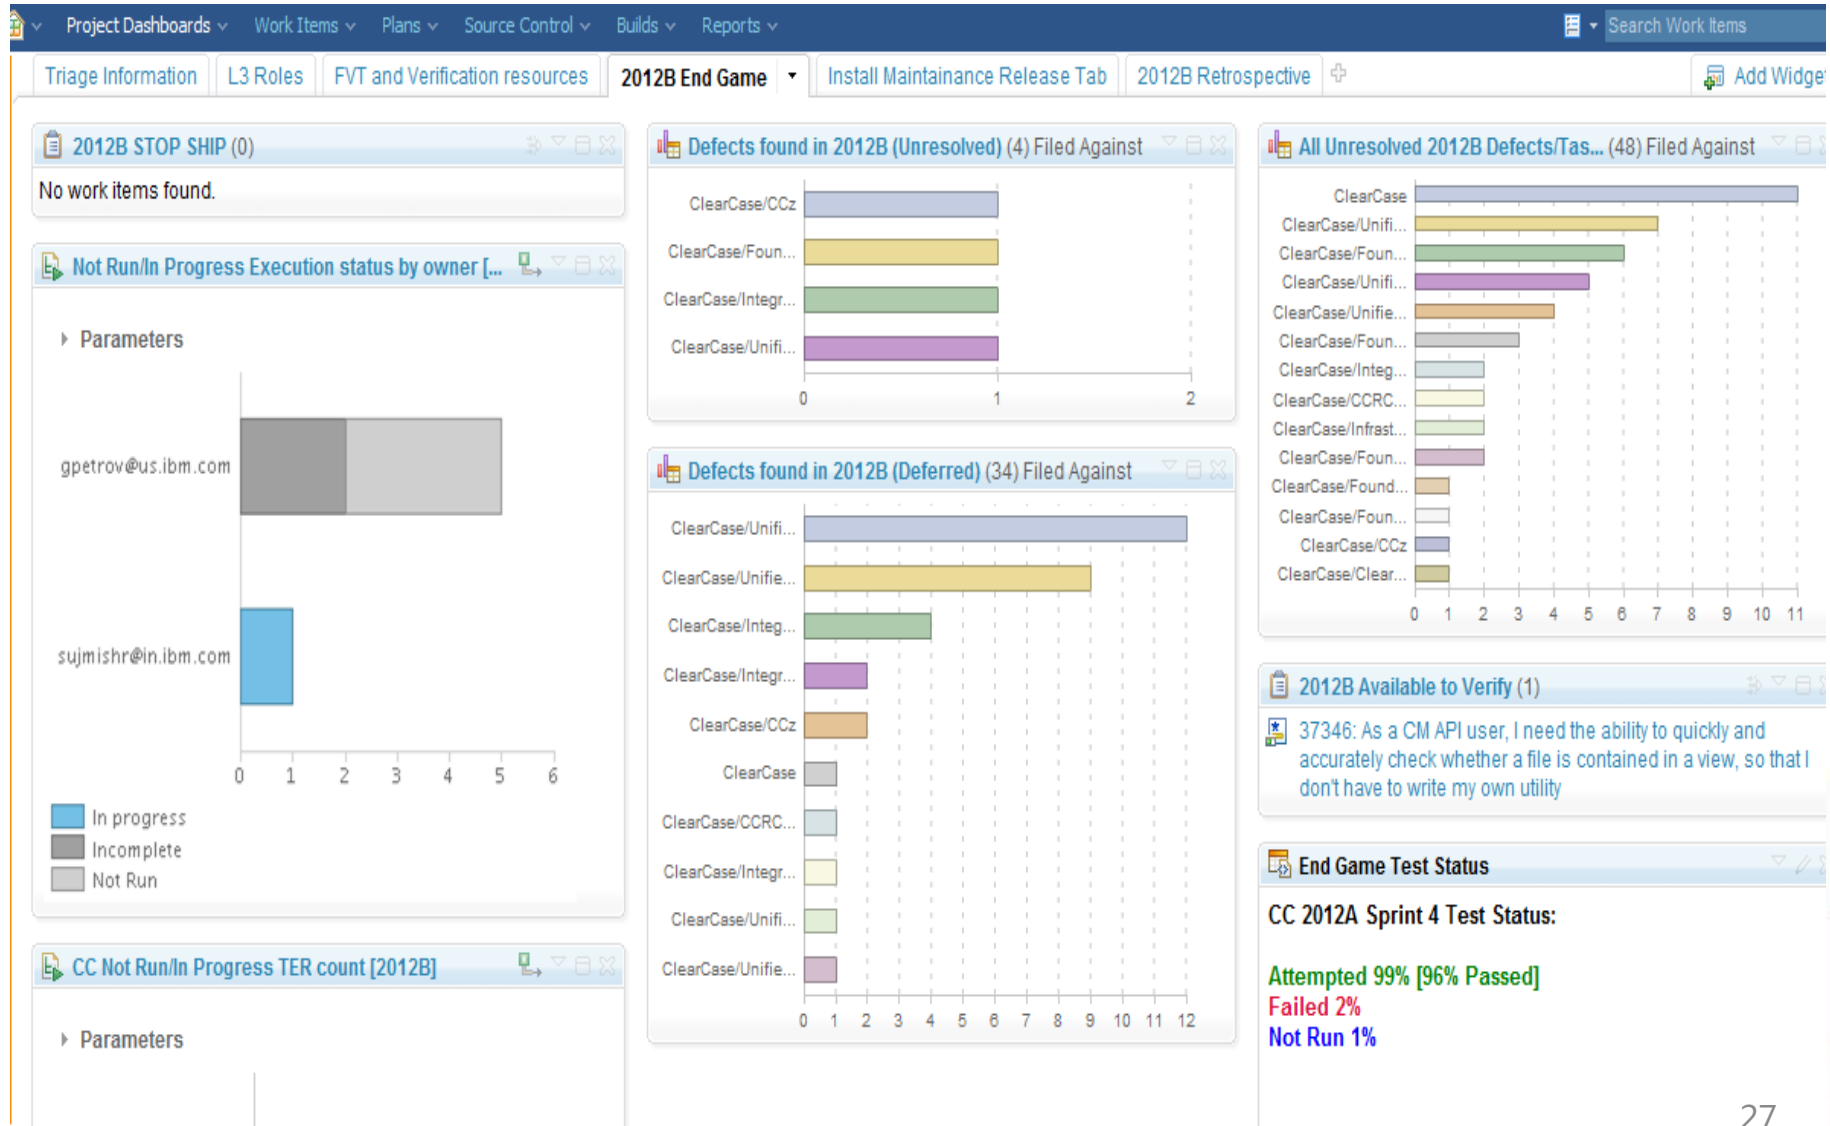 Project Dashboards Work Items Plans Source Control Builds Reports Search Work Items
Triage Information L3 Roles FVT and Verification resources 2012B End Game Install Maintainance Release Tab 2012B Retrospective Add Widget
2012B STOP SHIP (0)
No work items found.
Not Run/In Progress Execution status by owner [...
Parameters
gpetrov@us.ibm.com
sujmishr@in.ibm.com
0 1 2 3 4 5 6
In progress
Incomplete
Not Run
CC Not Run/In Progress TER count [2012B]
Parameters
Defects found in 2012B (Unresolved) (4) Filed Against
ClearCase/CCz
ClearCase/Foun...
ClearCase/Integr...
ClearCase/Unifi...
0 1 2
Defects found in 2012B (Deferred) (34) Filed Against
ClearCase/Unifi...
ClearCase/Unifie...
ClearCase/Integ...
ClearCase/Integr...
ClearCase/CCz
ClearCase
ClearCase/CCRC...
ClearCase/Integr...
ClearCase/Unifi...
ClearCase/Unifie...
0 1 2 3 4 5 6 7 8 9 10 11 12
All Unresolved 2012B Defects/Tas... (48) Filed Against
ClearCase
ClearCase/Unifi...
ClearCase/Foun...
ClearCase/Unifi...
ClearCase/Unifie...
ClearCase/Foun...
ClearCase/Integ...
ClearCase/CCRC...
ClearCase/Infrast...
ClearCase/Foun...
ClearCase/Found...
ClearCase/Foun...
ClearCase/CCz
ClearCase/Clear...
0 1 2 3 4 5 6 7 8 9 10 11
2012B Available to Verify (1)
37346: As a CM API user, I need the ability to quickly and
accurately check whether a file is contained in a view, so that I
don't have to write my own utility
End Game Test Status
CC 2012A Sprint 4 Test Status:
Attempted 99% [96% Passed]
Failed 2%
Not Run 1%
27